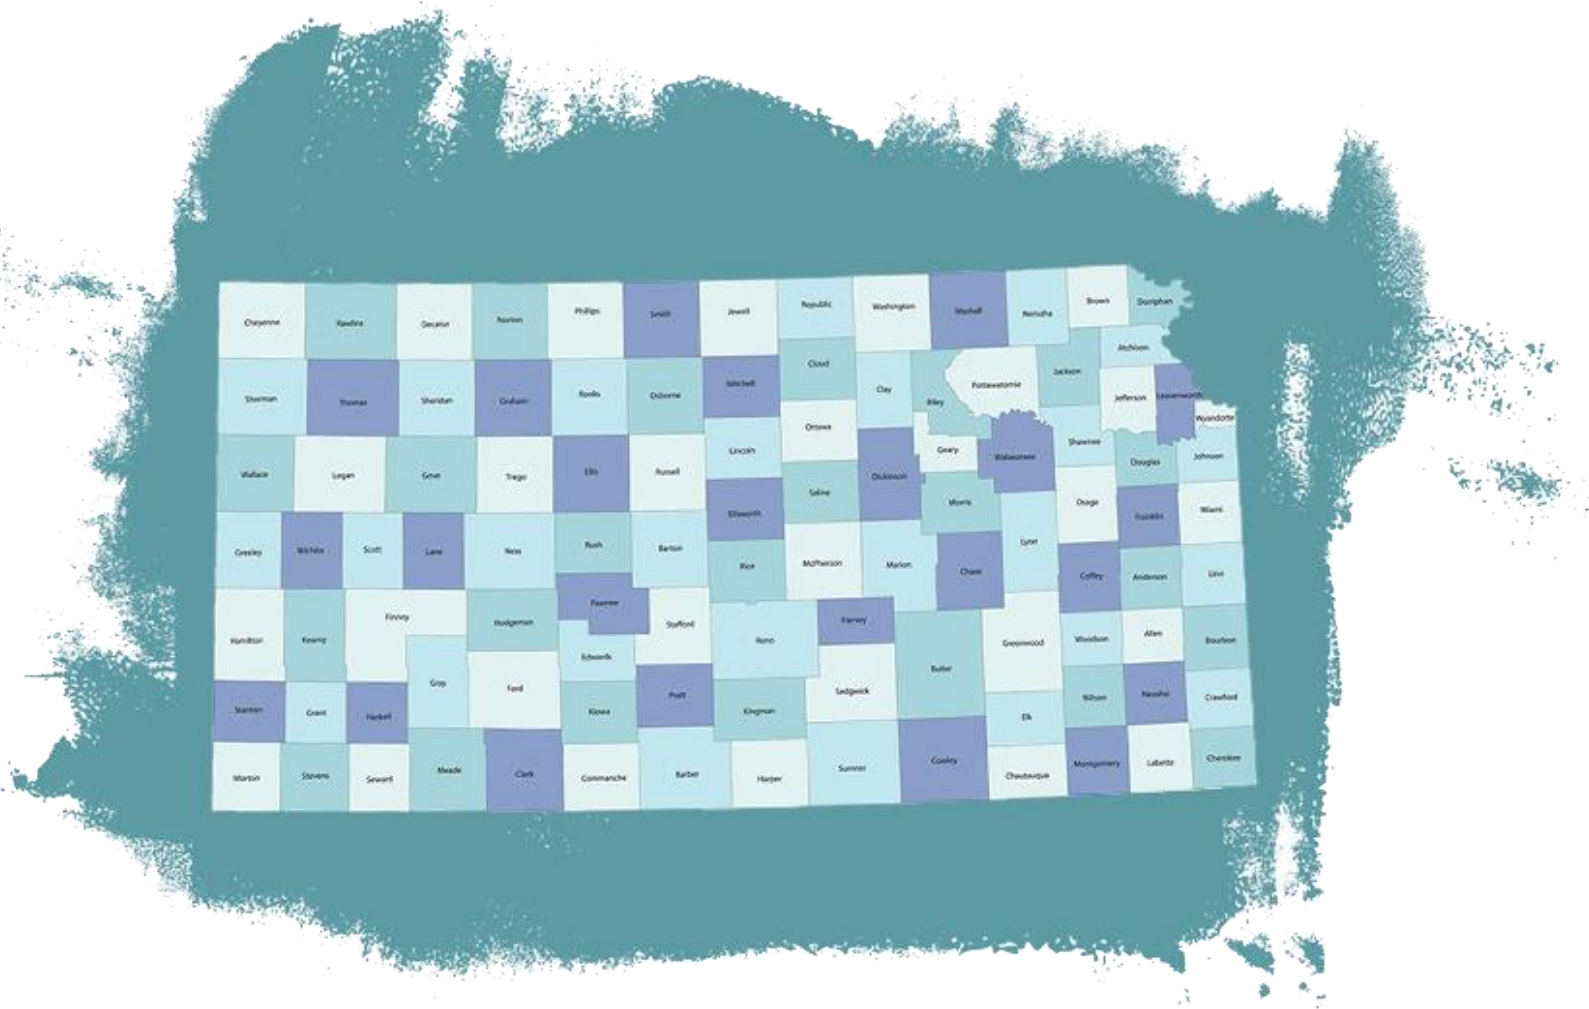 Cheyenne
Rawlins
Decatur
Norton
Phillips
Smith
Jewell
Republic
Washington
Marshall
Nemaha
Brown
Doniphan
Sherman
Thomas
Sheridan
Graham
Rooks
Osborne
Mitchell
Cloud
Clay
Riley
Pottawatomie
Jackson
Atchison
Jefferson
Leavenworth
Wyandotte
Wallace
Logan
Gove
Trego
Ellis
Russell
Lincoln
Ottawa
Saline
Dickinson
Geary
Wabaunsee
Shawnee
Douglas
Johnson
Greeley
Wichita
Scott
Lane
Ness
Rush
Barton
Ellsworth
Rice
McPherson
Marion
Morris
Chase
Lyon
Osage
Franklin
Miami
Coffey
Anderson
Linn
Hamilton
Kearny
Finney
Hodgeman
Pawnee
Stafford
Edwards
Reno
Harvey
Butler
Greenwood
Woodson
Allen
Bourbon
Stanton
Grant
Haskell
Gray
Ford
Kiowa
Pratt
Kingman
Sedgwick
Elk
Wilson
Neosho
Crawford
Morton
Stevens
Seward
Meade
Clark
Commanche
Barber
Harper
Sumner
Cowley
Chautauqua
Montgomery
Labette
Cherokee